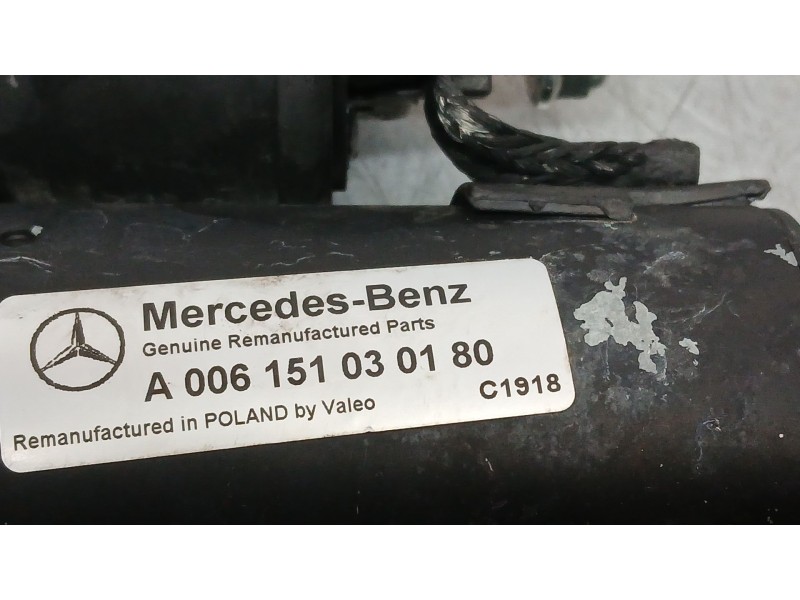 Mercedes-Benz
Genuine Remanufactured Parts
A 006 151 03 01 80
C1918
Remanufactured in POLAND by Valeo